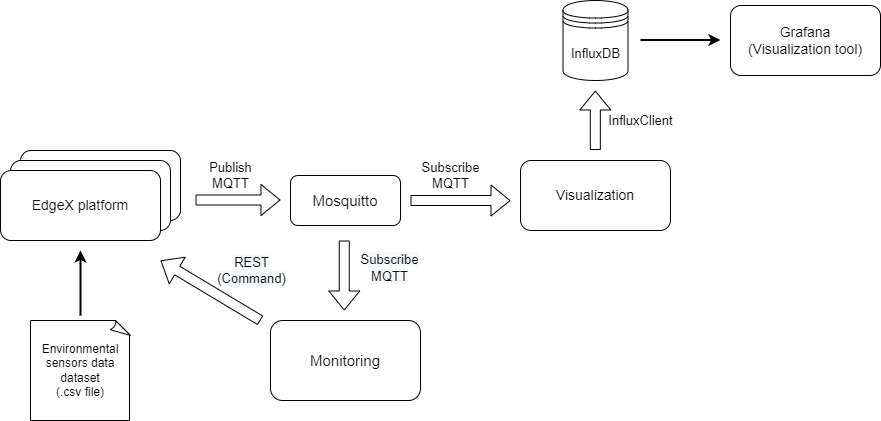 InfluxDB
Grafana
(Visualization tool)
InfluxClient
EdgeX platform
Publish
MQTT
Mosquitto
Subscribe
MQTT
Visualization
REST
(Command)
Subscribe
MQTT
Environmental
sensors data
dataset
(.csv file)
Monitoring